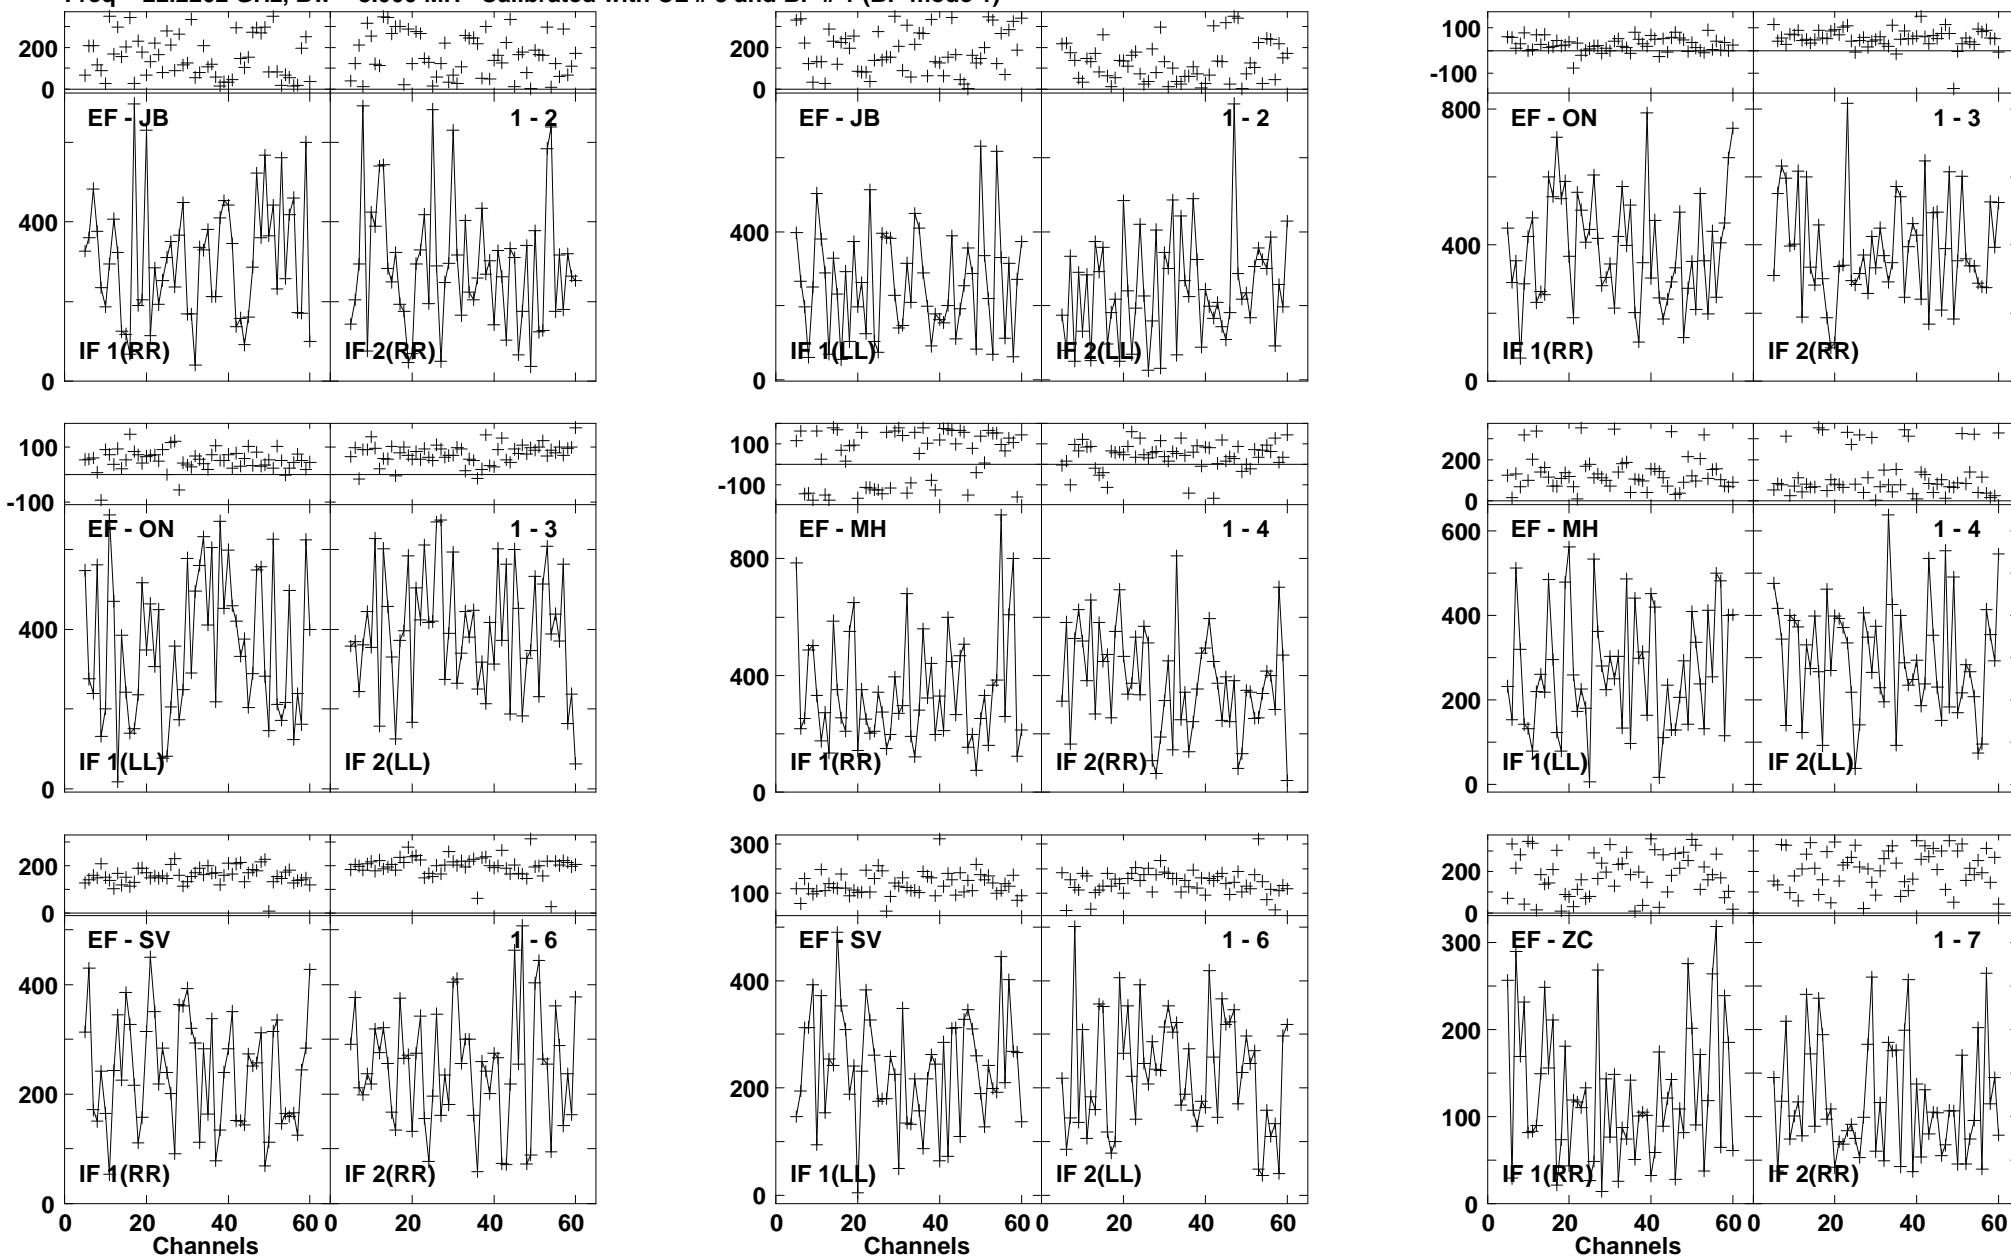 200
0
EF - JB
1 - 2
400
0
IF 1(RR)
IF 2(RR)
200
0
EF - JB
1 - 2
400
0
IF 1(LL)
IF 2(LL)
100
-100
EF - ON
1 - 3
800
400
0
IF 1(RR)
IF 2(RR)
100
-100
EF - ON
1 - 3
400
0
IF 1(LL)
IF 2(LL)
100
-100
EF - MH
1 - 4
800
400
0
IF 1(RR)
IF 2(RR)
200
0
EF - MH
1 - 4
600
400
200
0
IF 1(LL)
IF 2(LL)
200
0
EF - SV
1 - 6
400
200
0
IF 1(RR)
IF 2(RR)
0 20 40 60 0 20 40 60
Channels
300
100
EF - SV
1 - 6
400
200
0
IF 1(LL)
IF 2(LL)
0 20 40 60 0 20 40 60
Channels
200
0
EF - ZC
1 - 7
300
200
100
0
IF 1(RR)
IF 2(RR)
0 20 40 60 0 20 40 60
Channels